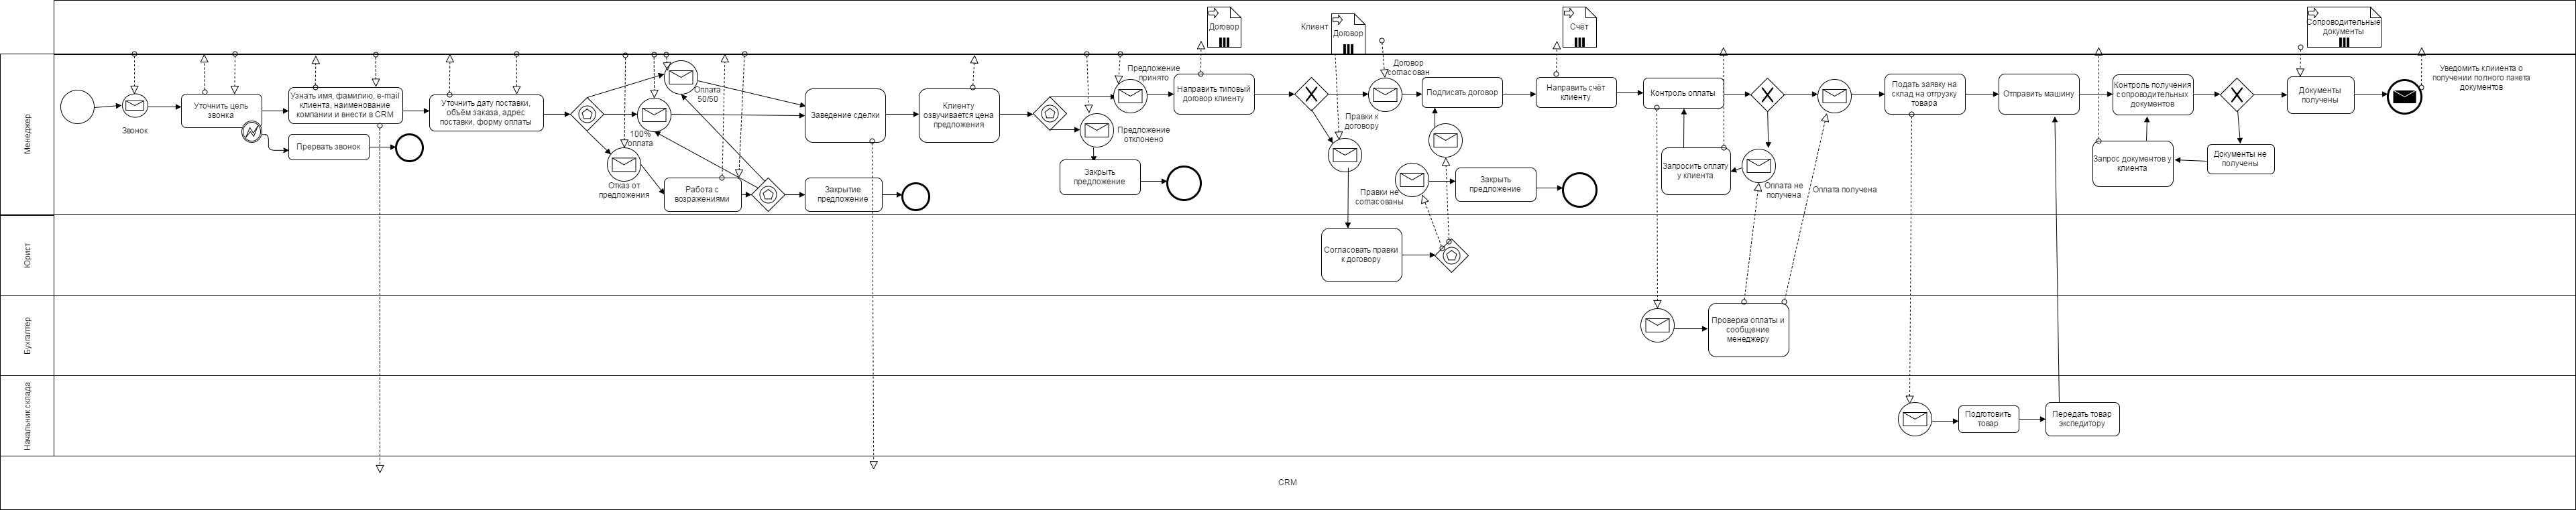 Договор
Клиент
Договор
Счёт
Сопроводительные
документы
Менеджер
Звонок
Уточнить цель
звонка
Прервать звонок
Узнать имя, фамилию, e-mail
клиента, наименование
компании и внести в CRM
Уточнить дату поставки,
объём заказа, адрес
поставки, форму оплаты
Оплата
50/50
100%
оплата
Отказ от
предложения
Работа с
возражениями
Закрытие
предложение
Заведение сделки
Клиенту
озвучивается цена
предложения
Предложение
принято
Предложение
отклонено
Закрыть
предложение
Направить типовый
договор клиенту
Договор
согласован
Правки к
договору
Подписать договор
Правки не
согласованы
Закрыть
предложение
Направить счёт
клиенту
Контроль оплаты
Запросить оплату
у клиента
Оплата не
получена
Оплата получена
Подать заявку на
склад на отгрузку
товара
Отправить машину
Контроль получения
сопроводительных
документов
Запрос документов у
клиента
Документы не
получены
Документы
получены
Уведомить клииента о
получении полного пакета
документов
Юрист
Согласовать правки
к договору
Бухгалтер
Проверка оплаты и
сообщение
менеджеру
Начальник склада
Подготовить
товар
Передать товар
экспедитору
CRM